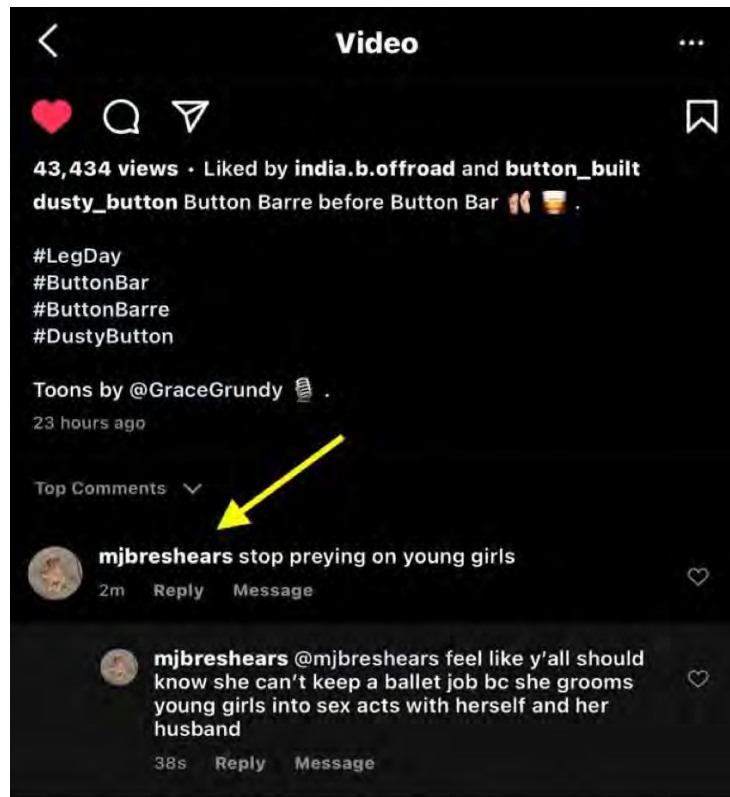 Video
43,434 views • Liked by india.b.offroad and button_built
dusty_button Button Barre before Button Bar 🩰 🥃 .
#LegDay
#ButtonBar
#ButtonBarre
#DustyButton
Toons by @GraceGrundy 🎙 .
23 hours ago
Top Comments
mjbreshears stop preying on young girls
2m Reply Message
mjbreshears @mjbreshears feel like y'all should
know she can't keep a ballet job bc she grooms
young girls into sex acts with herself and her
husband
38s Reply Message